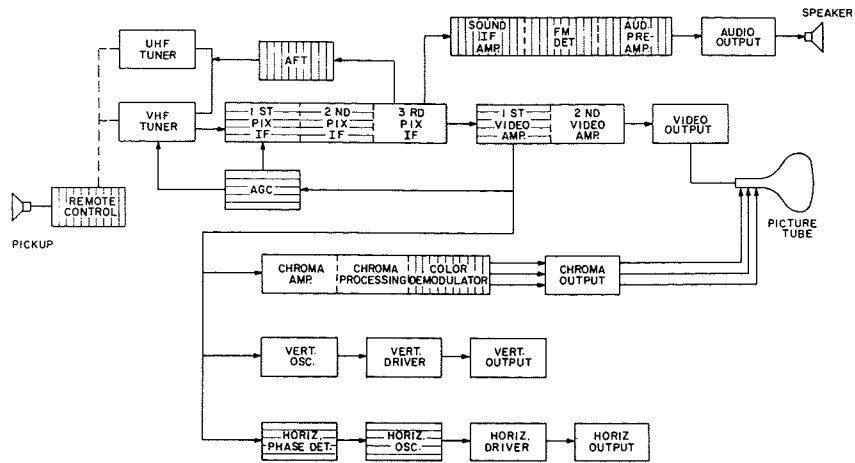 SPEAKER
UHF
TUNER
AFT
SOUND
IF
AMP.
FM
DET.
AUD.
PRE-
AMP.
AUDIO
OUTPUT
VHF
TUNER
1 ST
PIX
IF
2 ND
PIX
IF
3 RD
PIX
IF
1 ST
VIDEO
AMP.
2 ND
VIDEO
AMP.
VIDEO
OUTPUT
AGC
REMOTE
CONTROL
PICKUP
PICTURE
TUBE
CHROMA
AMP.
CHROMA
PROCESSING
COLOR
DEMODULATOR
CHROMA
OUTPUT
VERT.
OSC.
VERT.
DRIVER
VERT.
OUTPUT
HORIZ.
PHASE DET.
HORIZ.
OSC.
HORIZ.
DRIVER
HORIZ
OUTPUT